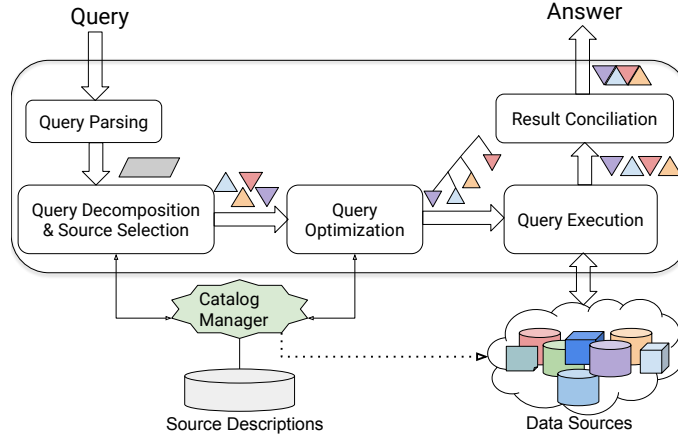 Query
Answer
Query Parsing
Result Conciliation
Query Decomposition
& Source Selection
Query
Optimization
Query Execution
Catalog
Manager
Source Descriptions
Data Sources